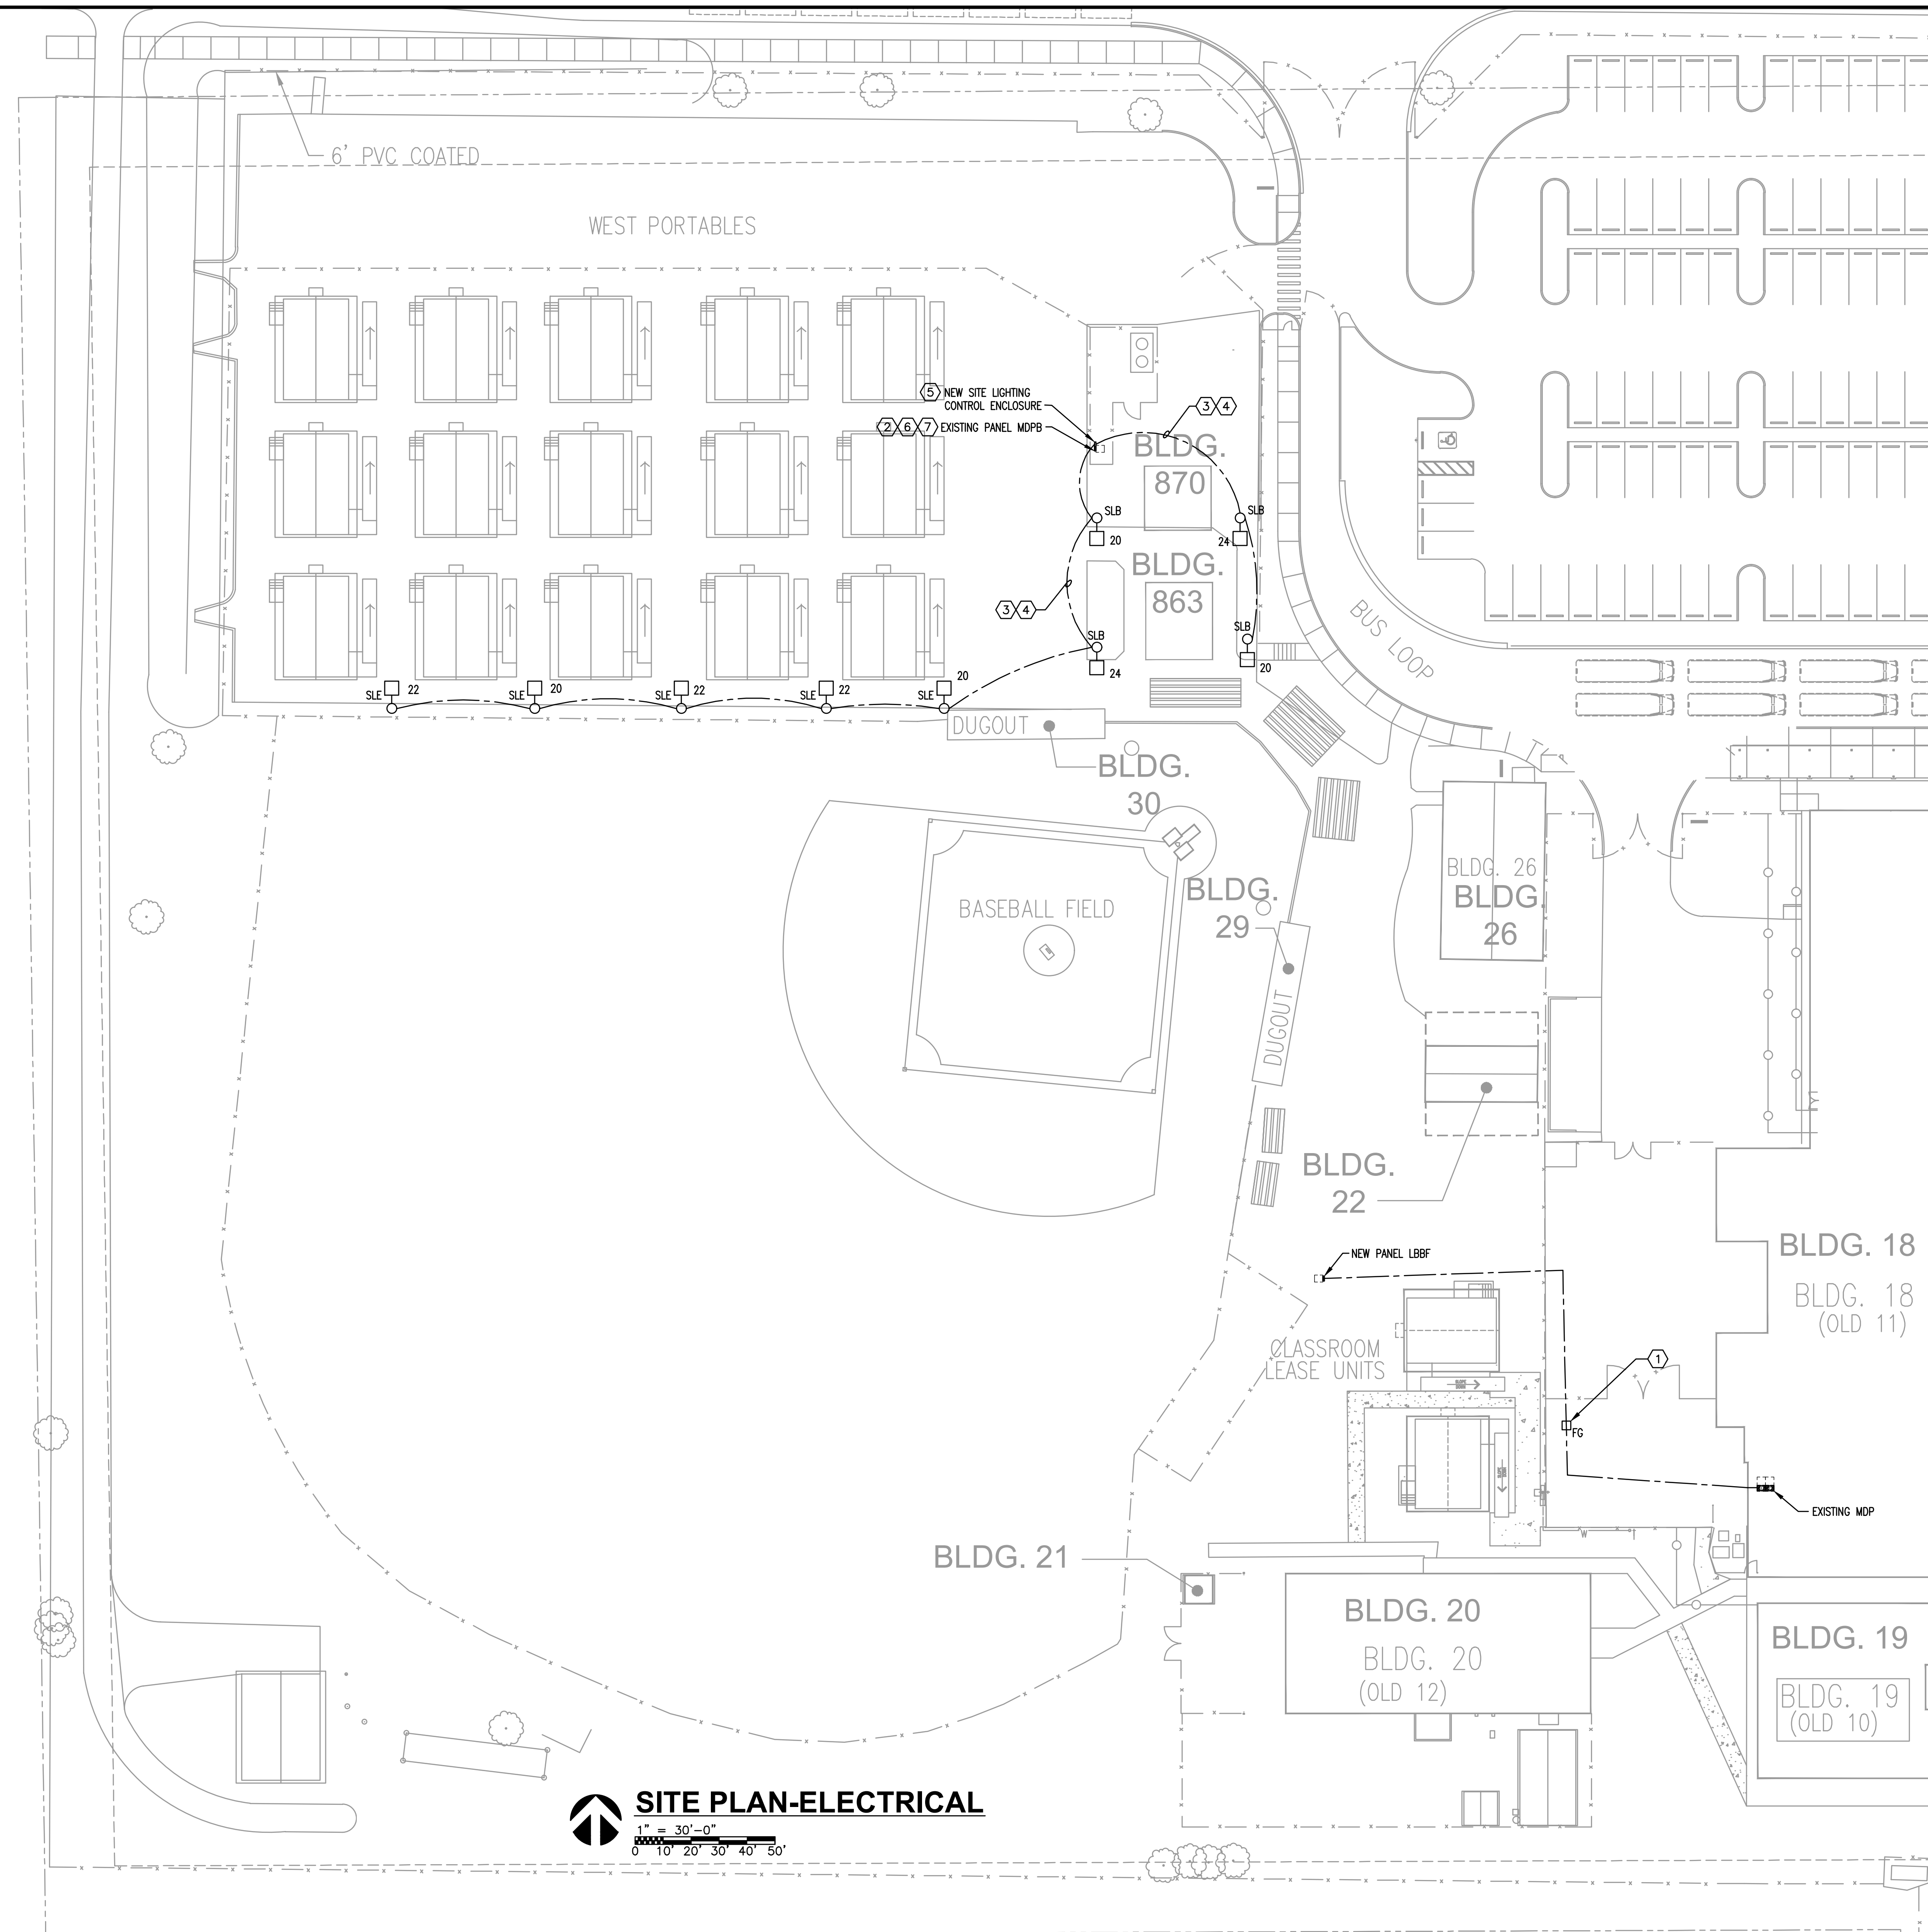 6' PVC COATED
WEST PORTABLES
5 NEW SITE LIGHTING
CONTROL ENCLOSURE
2 6 7 EXISTING PANEL MDPB
3 4
BLDG.
870
SLB
20
SLB
24
BLDG.
863
3 4
SLB
24
SLB
20
BUS LOOP
SLE
22
SLE
20
SLE
22
SLE
22
SLE
20
DUGOUT
BLDG.
30
BASEBALL FIELD
BLDG.
29
DUGOUT
BLDG. 26
BLDG.
26
BLDG.
22
NEW PANEL LBBF
BLDG. 18
BLDG. 18
(OLD 11)
CLASSROOM
LEASE UNITS
SLOPE
DOWN
1
FG
SLOPE
DOWN
EXISTING MDP
W
BLDG. 21
BLDG. 20
BLDG. 20
(OLD 12)
BLDG. 19
BLDG. 19
(OLD 10)
SITE PLAN-ELECTRICAL
1" = 30'-0"
0 10' 20' 30' 40' 50'